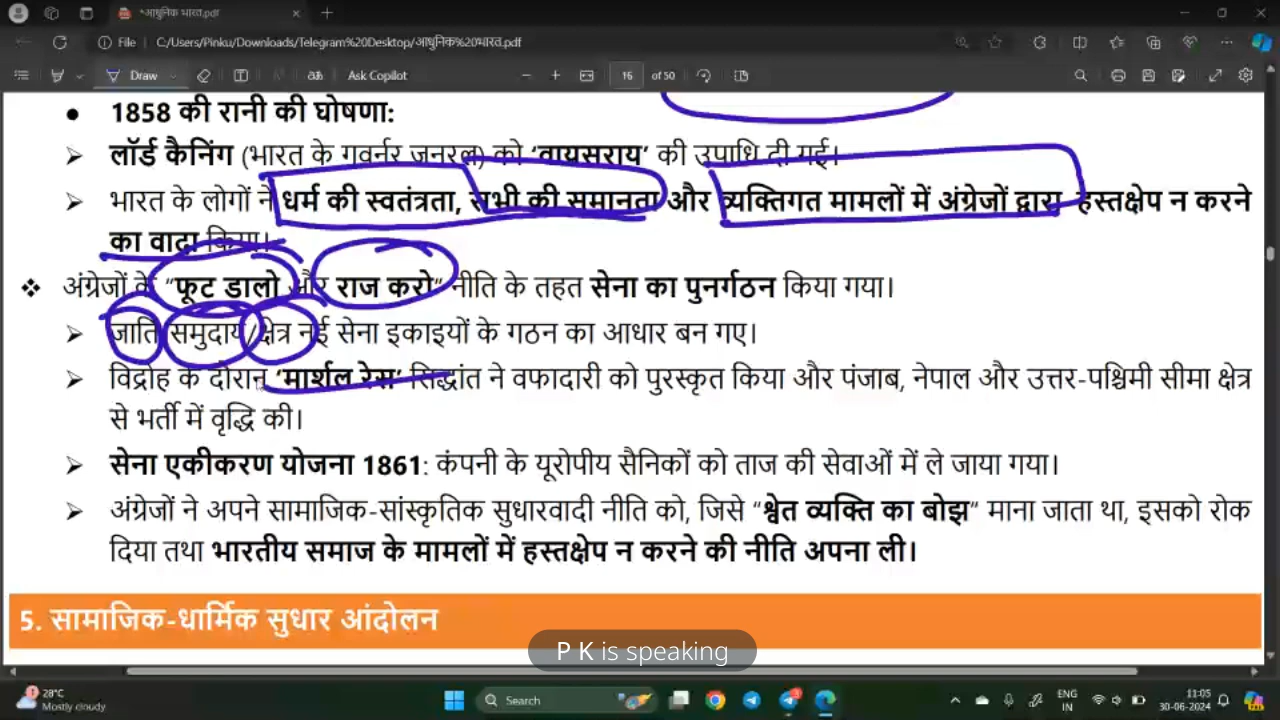 *आधुनिक भारत.pdf
File C:/Users/Pinku/Downloads/Telegram%20Desktop/आधुनिक%20भारत.pdf
Draw Ask Copilot 16 of 50
• 1858 की रानी की घोषणा:
➢ लॉर्ड कैनिंग (भारत के गवर्नर जनरल) को ‘वायसराय’ की उपाधि दी गई।
➢ भारत के लोगों ने धर्म की स्वतंत्रता, सभी की समानता और व्यक्तिगत मामलों में अंग्रेजों द्वारा हस्तक्षेप न करने
का वादा किया।
❖ अंग्रेजों के “फूट डालो और राज करो” नीति के तहत सेना का पुनर्गठन किया गया।
➢ जाति/समुदाय/क्षेत्र नई सेना इकाइयों के गठन का आधार बन गए।
➢ विद्रोह के दौरान ‘मार्शल रेस’ सिद्धांत ने वफादारी को पुरस्कृत किया और पंजाब, नेपाल और उत्तर-पश्चिमी सीमा क्षेत्र
से भर्ती में वृद्धि की।
➢ सेना एकीकरण योजना 1861: कंपनी के यूरोपीय सैनिकों को ताज की सेवाओं में ले जाया गया।
➢ अंग्रेजों ने अपने सामाजिक-सांस्कृतिक सुधारवादी नीति को, जिसे “श्वेत व्यक्ति का बोझ” माना जाता था, इसको रोक
दिया तथा भारतीय समाज के मामलों में हस्तक्षेप न करने की नीति अपना ली।
5. सामाजिक-धार्मिक सुधार आंदोलन
P K is speaking
28°C
Mostly cloudy
Search
ENG
IN
11:05
30-06-2024